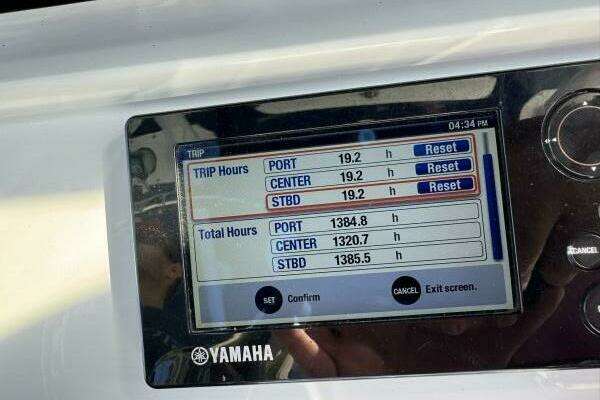 04:34 PM
TRIP
TRIP Hours PORT 19.2 h Reset
CENTER 19.2 h Reset
STBD 19.2 h Reset
Total Hours PORT 1384.8 h
CENTER 1320.7 h
STBD 1385.5 h
SET Confirm CANCEL Exit screen.
YAMAHA
CANCEL